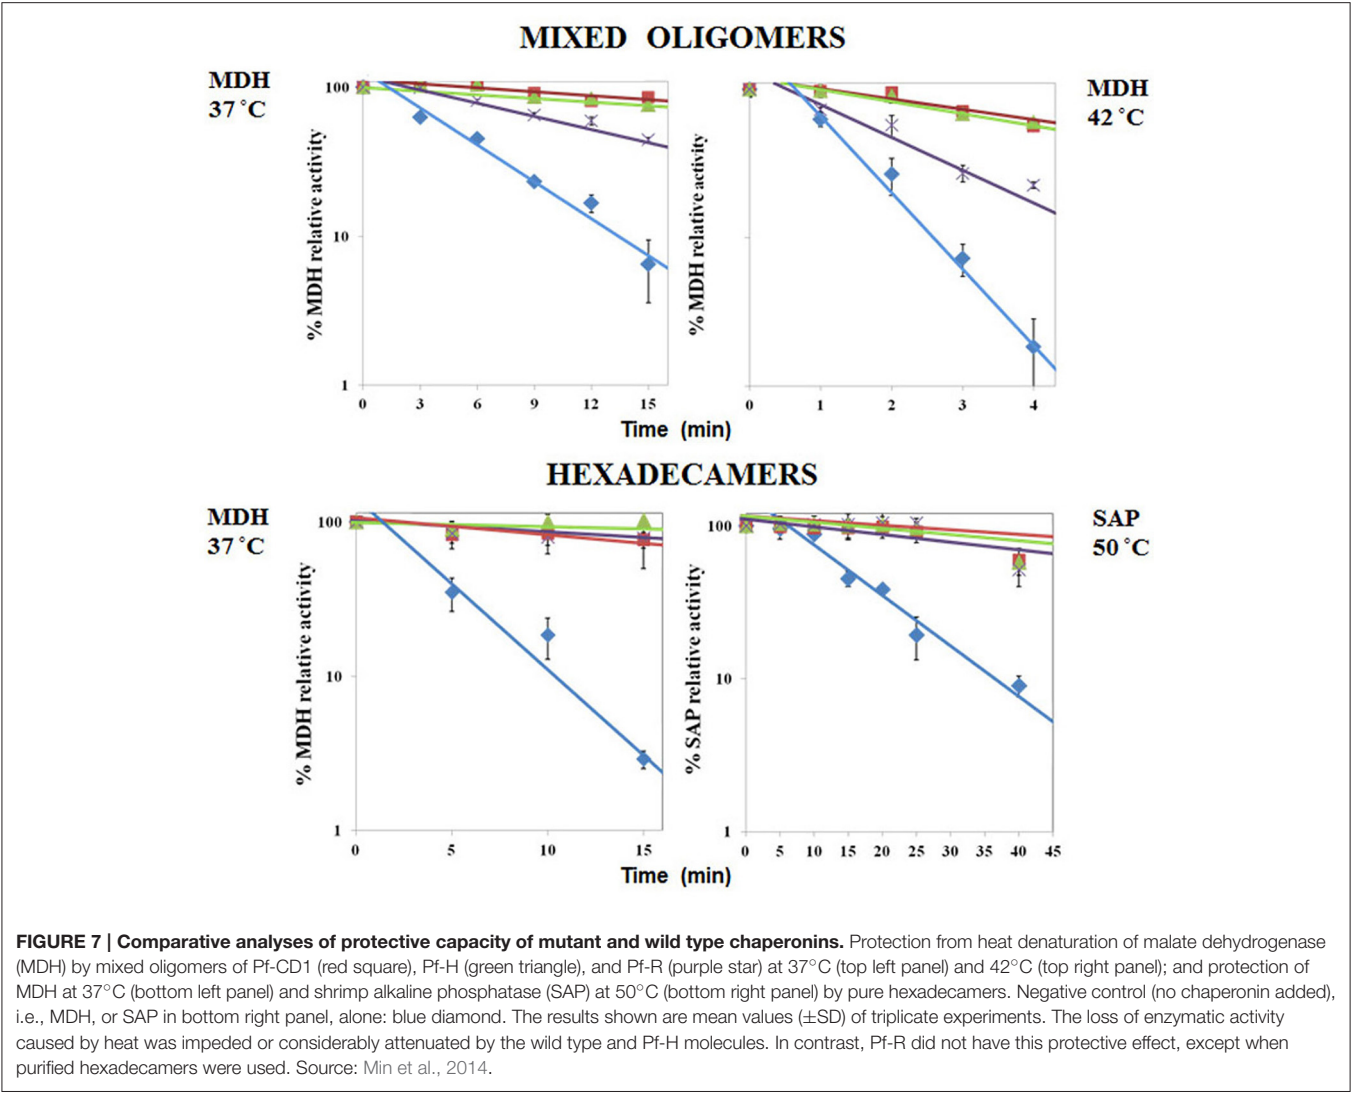 MIXED OLIGOMERS
MDH
37 °C
% MDH relative activity
100
10
1
0 3 6 9 12 15
MDH
42 °C
% MDH relative activity
0 1 2 3 4
Time (min)
HEXADECAMERS
MDH
37 °C
% MDH relative activity
100
10
1
0 5 10 15
SAP
50 °C
% SAP relative activity
100
10
1
0 5 10 15 20 25 30 35 40 45
Time (min)
FIGURE 7 | Comparative analyses of protective capacity of mutant and wild type chaperonins. Protection from heat denaturation of malate dehydrogenase
(MDH) by mixed oligomers of Pf-CD1 (red square), Pf-H (green triangle), and Pf-R (purple star) at 37°C (top left panel) and 42°C (top right panel); and protection of
MDH at 37°C (bottom left panel) and shrimp alkaline phosphatase (SAP) at 50°C (bottom right panel) by pure hexadecamers. Negative control (no chaperonin added),
i.e., MDH, or SAP in bottom right panel, alone: blue diamond. The results shown are mean values (±SD) of triplicate experiments. The loss of enzymatic activity
caused by heat was impeded or considerably attenuated by the wild type and Pf-H molecules. In contrast, Pf-R did not have this protective effect, except when
purified hexadecamers were used. Source: Min et al., 2014.